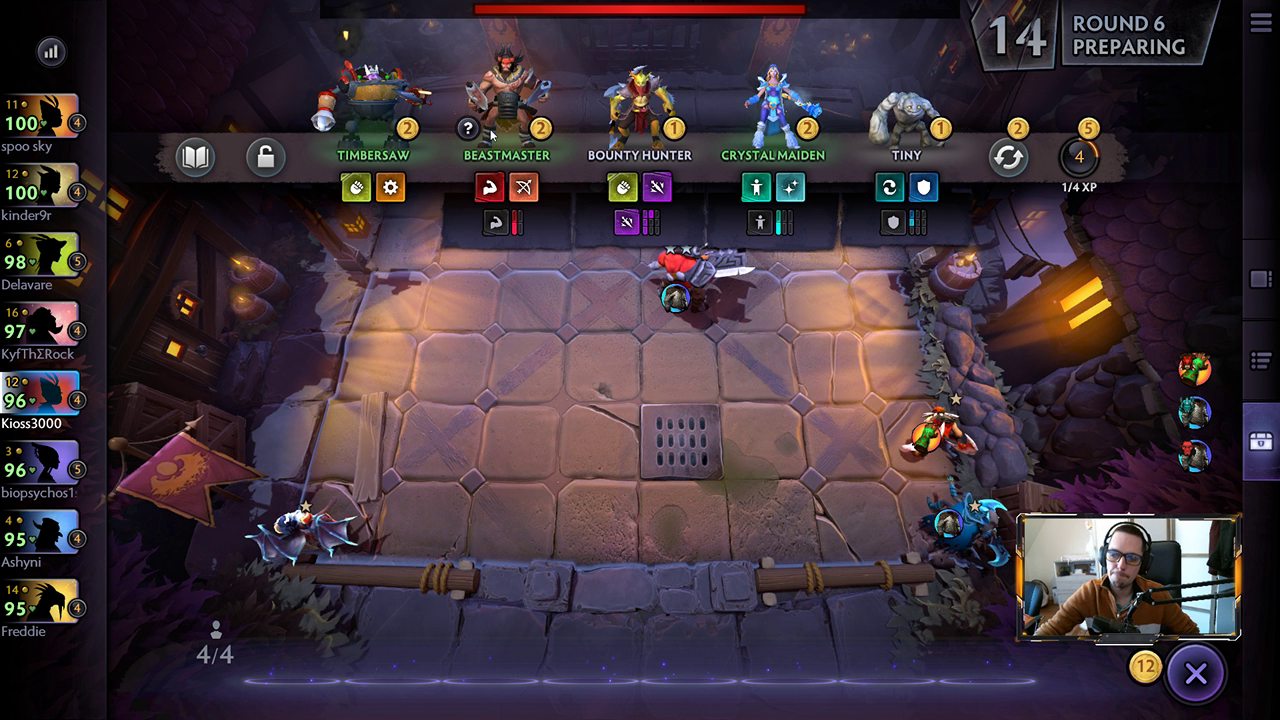 14
ROUND 6
PREPARING
2
?
2
1
2
1
2
5
TIMBERSAW
BEASTMASTER
BOUNTY HUNTER
CRYSTAL MAIDEN
TINY
4
1/4 XP
11
100
4
spoo sky
12
100
4
kinder9r
6
98
5
Delavare
16
97
4
KyfThΣRock
12
96
4
Kioss3000
3
96
5
biopsychos1
4
95
4
Ashyni
14
95
4
Freddie
4/4
12